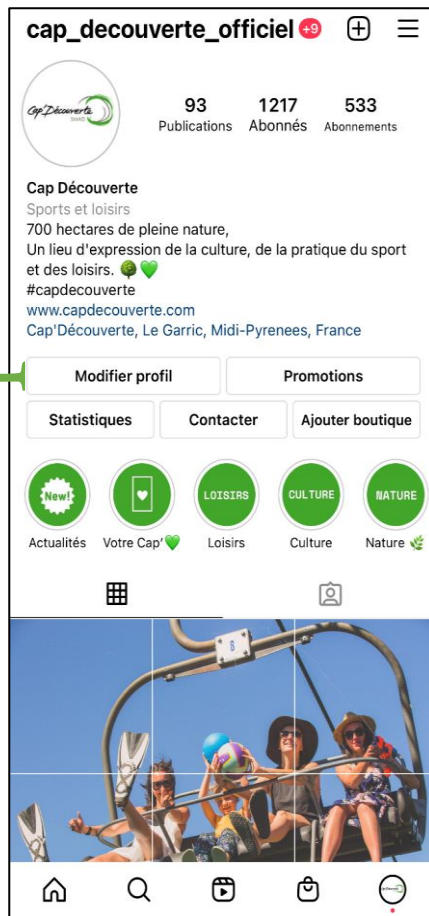 cap_decouverte_officiel +9
Cap'Découverte
93 1217 533
Publications Abonnés Abonnements
Cap Découverte
Sports et loisirs
700 hectares de pleine nature,
Un lieu d'expression de la culture, de la pratique du sport
et des loisirs. 🌳💚
#capdecouverte
www.capdecouverte.com
Cap'Découverte, Le Garric, Midi-Pyrenees, France
Modifier profil Promotions
Statistiques Contacter Ajouter boutique
New! LOISIRS CULTURE NATURE
Actualités Votre Cap'💚 Loisirs Culture Nature 🌿